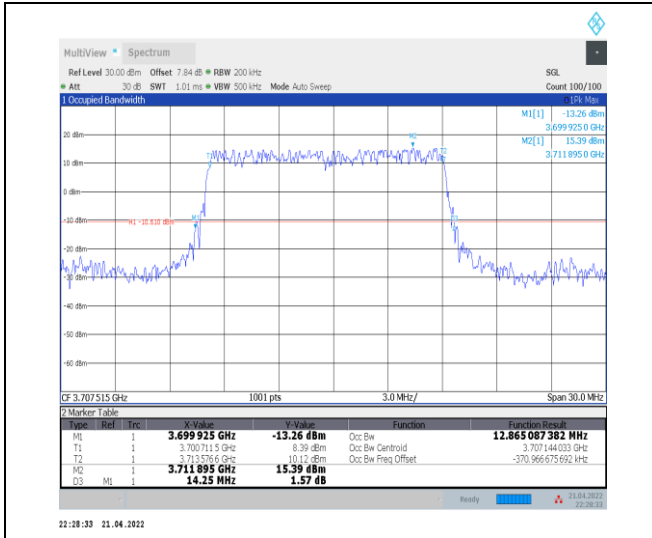 MultiView Spectrum
Ref Level 30.00 dBm Offset 7.84 dB RBW 200 kHz SGL
Att 30 dB SWT 1.01 ms VBW 500 kHz Mode Auto Sweep Count 100/100
1 Occupied Bandwidth 1Pk Max
M1[1] -13.26 dBm
3.699 925 0 GHz
M2[1] 15.39 dBm
3.711 895 0 GHz
20 dBm
10 dBm
0 dBm
-10 dBm
H1 -10.610 dBm
-20 dBm
-30 dBm
-40 dBm
-50 dBm
-60 dBm
M1
T1
M2
T2
D3
CF 3.707 515 GHz 1001 pts 3.0 MHz/ Span 30.0 MHz
2 Marker Table
Type Ref Trc X-Value Y-Value Function Function Result
M1 1 3.699 925 GHz -13.26 dBm Occ Bw 12.865 087 382 MHz
T1 1 3.700 711 5 GHz 8.39 dBm Occ Bw Centroid 3.707 144 033 GHz
T2 1 3.713 576 6 GHz 10.12 dBm Occ Bw Freq Offset -370.966 675 692 kHz
M2 1 3.711 895 GHz 15.39 dBm
D3 M1 1 14.25 MHz 1.57 dB
Ready 21.04.2022
22:28:33
22:28:33 21.04.2022